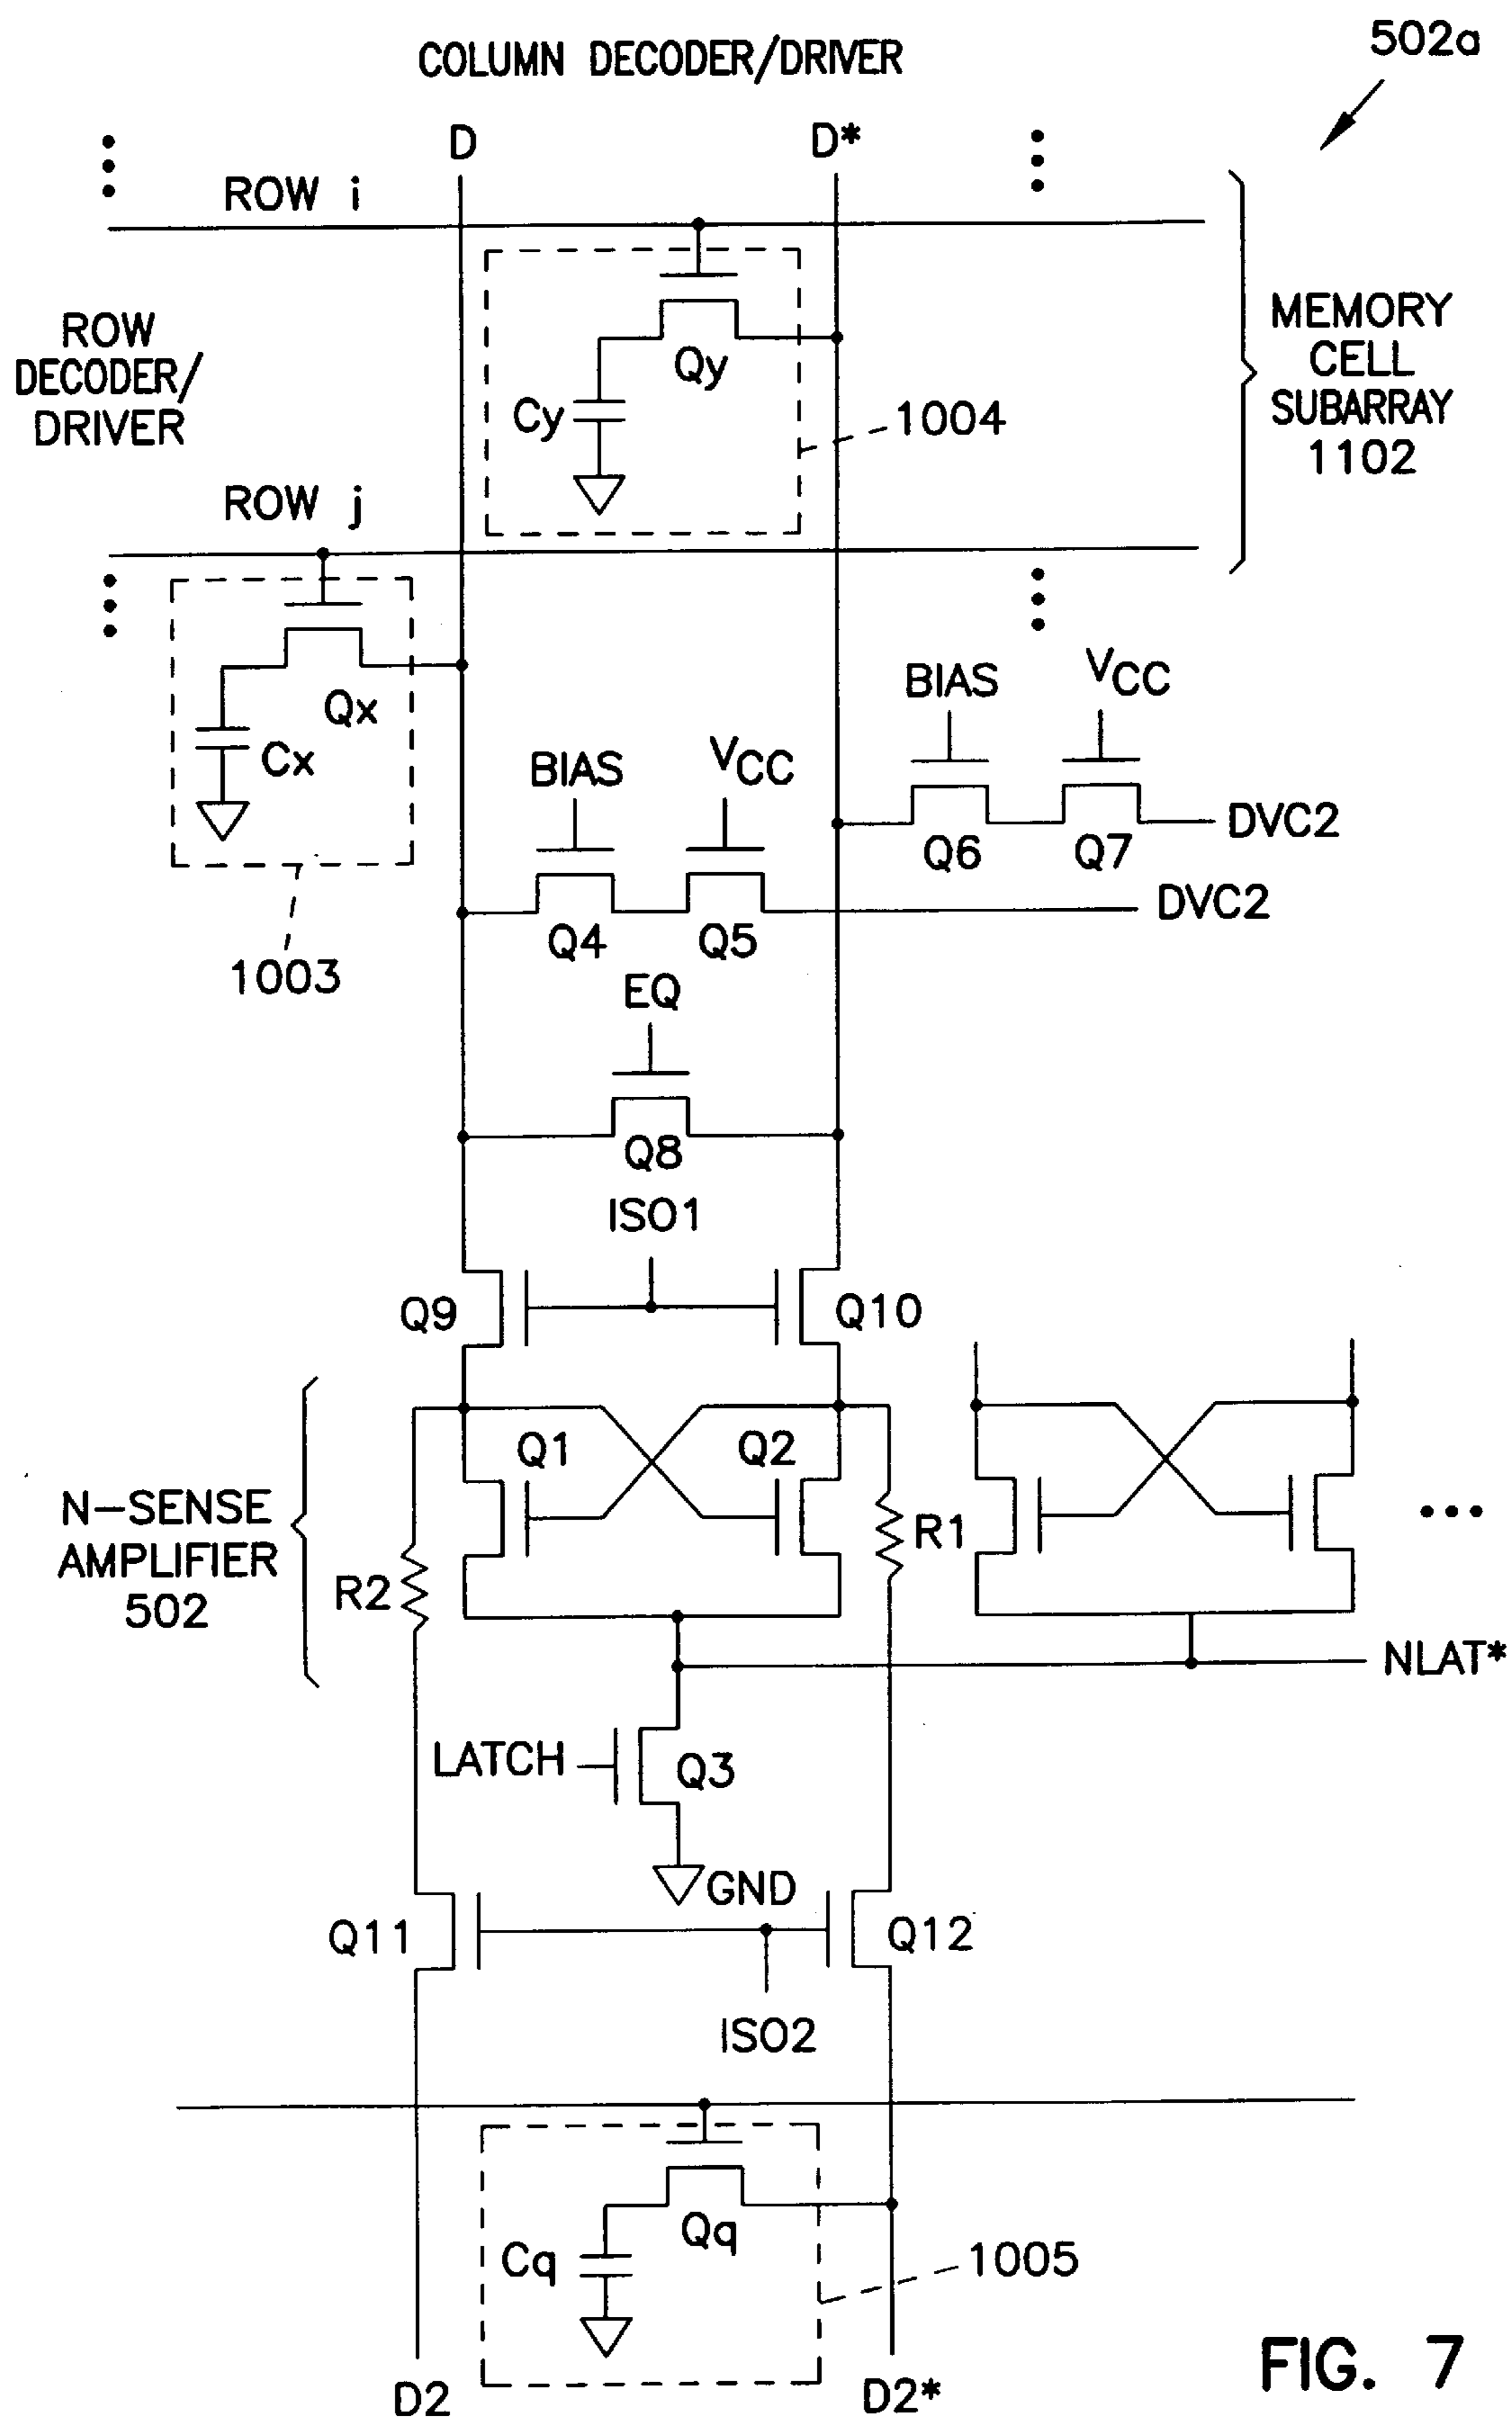 502a
COLUMN DECODER/DRIVER
D
D*
ROW i
ROW
DECODER/
DRIVER
Qy
Cy
1004
MEMORY
CELL
SUBARRAY
1102
ROW j
Qx
Cx
1003
BIAS
VCC
BIAS
VCC
Q6
Q7
DVC2
Q4
Q5
DVC2
EQ
Q8
ISO1
Q9
Q10
Q1
Q2
N-SENSE
AMPLIFIER
502
R2
R1
NLAT*
LATCH
Q3
GND
Q11
Q12
ISO2
Qq
Cq
1005
D2
D2*
FIG. 7